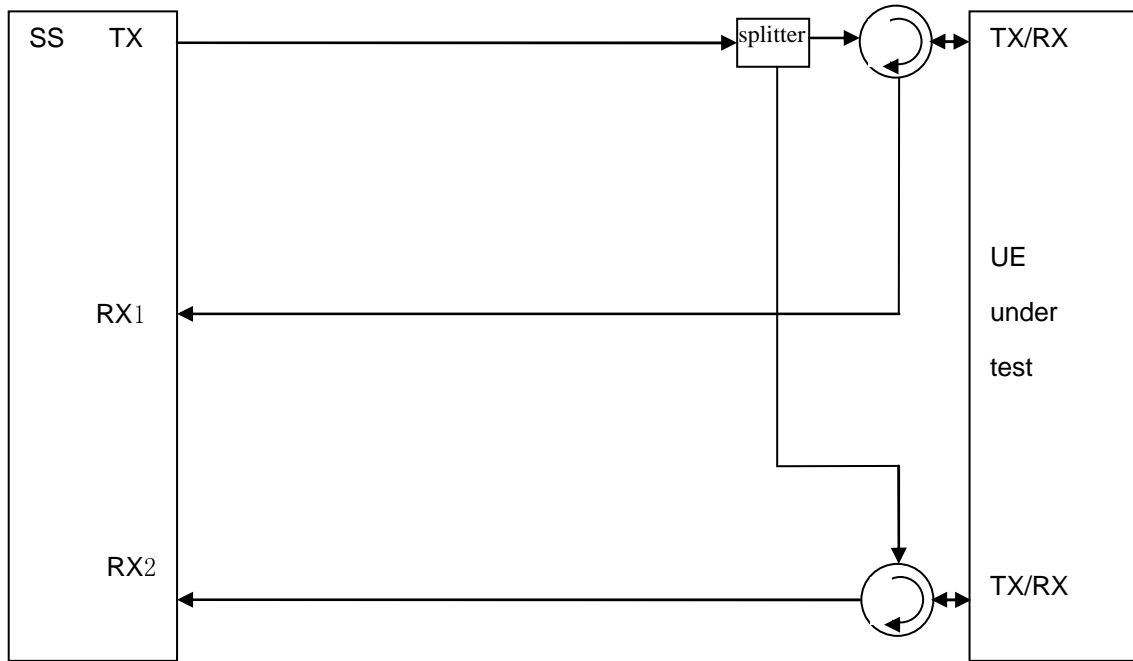 SS TX
splitter
TX/RX
UE
under
test
RX1
RX2
TX/RX